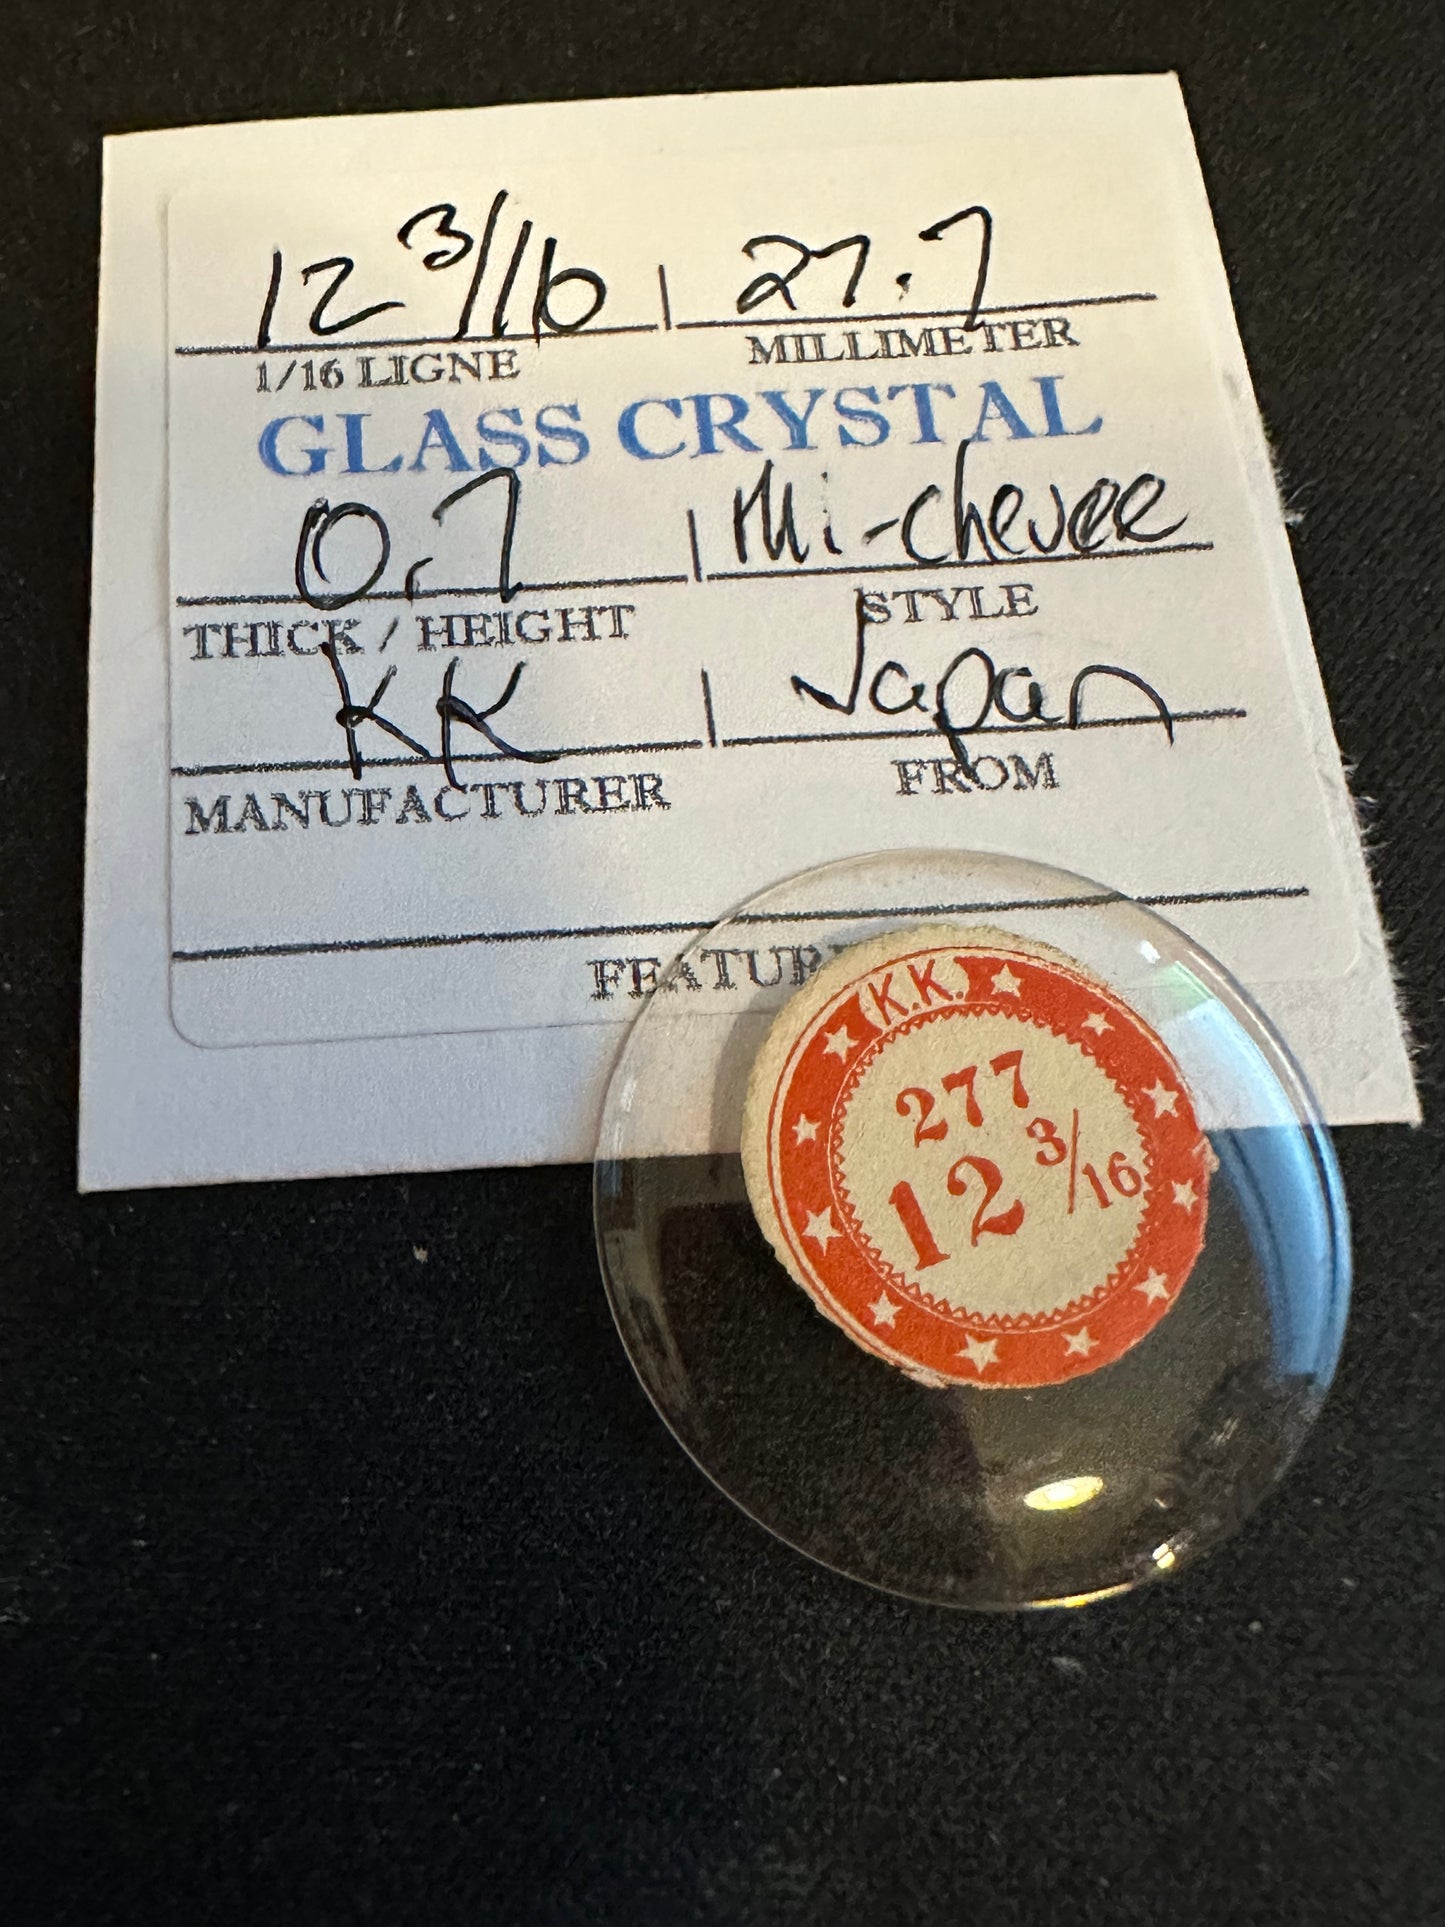 12 3/16 | 27.7
1/16 LIGNE MILLIMETER
GLASS CRYSTAL
0.7 | Mi-chevee
THICK / HEIGHT STYLE
KK | Japan
MANUFACTURER FROM
FEATUR
K.K.
277
12 3/16